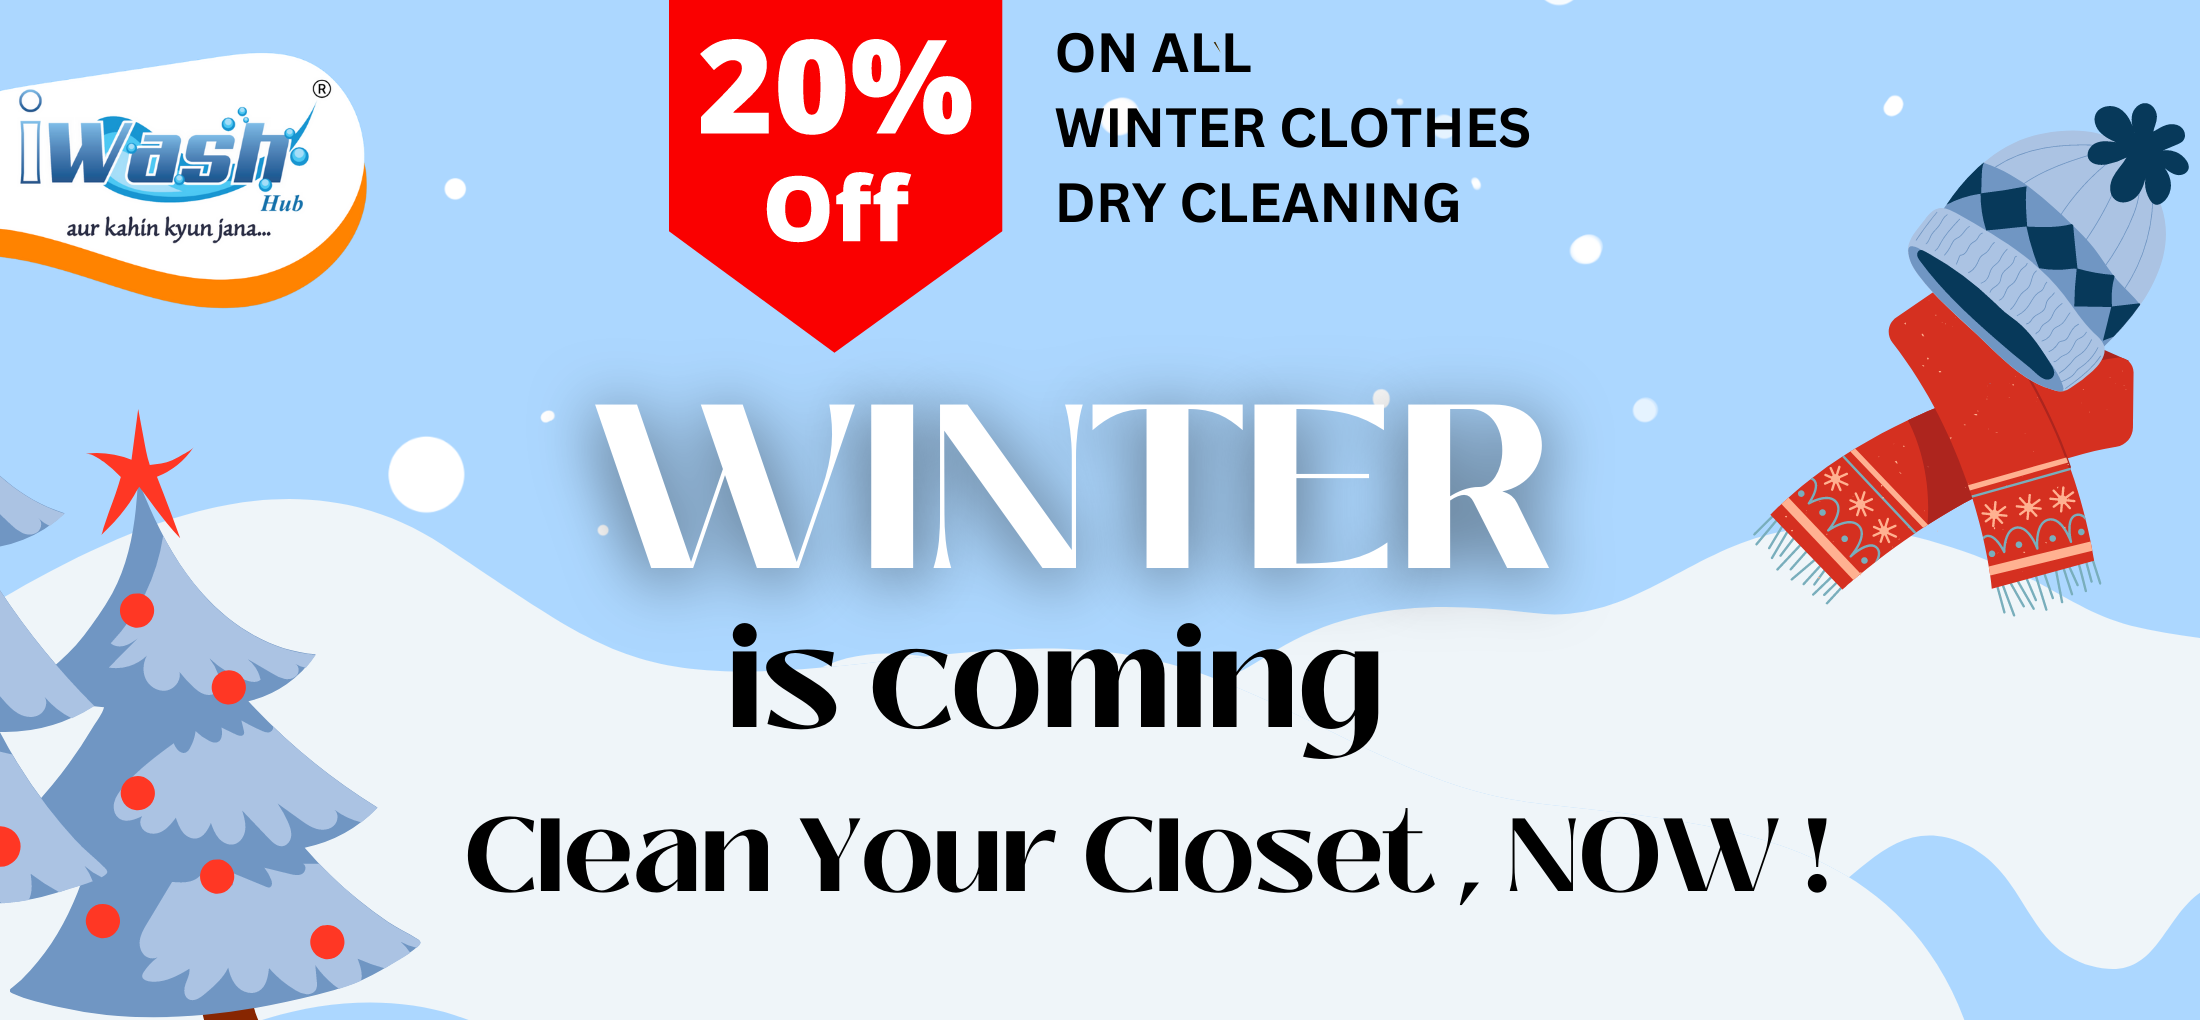 iWash®
Hub
aur kahin kyun jana...
20%
Off
ON ALL
WINTER CLOTHES
DRY CLEANING
WINTER
is coming
Clean Your Closet , NOW !